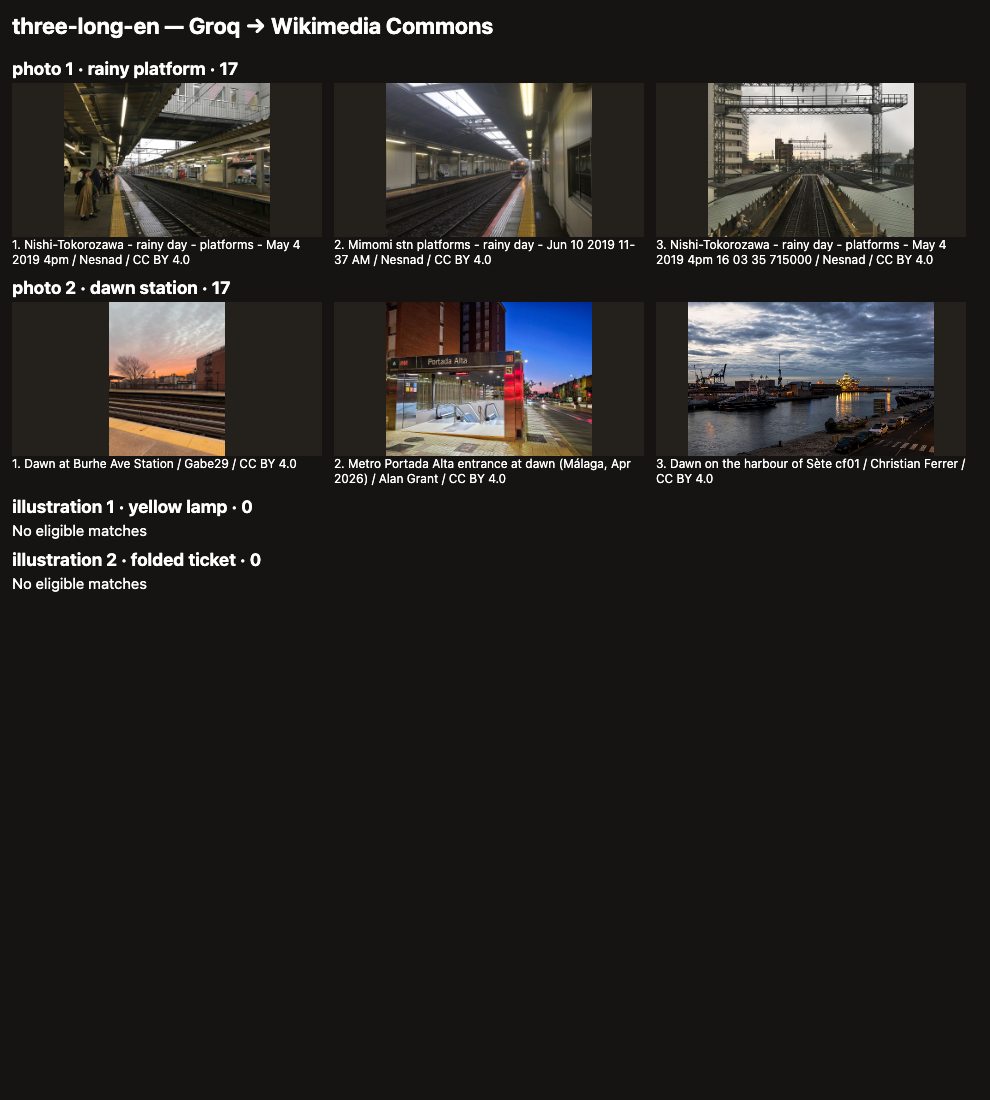 three-long-en — Groq → Wikimedia Commons
photo 1 · rainy platform · 17
1. Nishi-Tokorozawa - rainy day - platforms - May 4
2019 4pm / Nesnad / CC BY 4.0
2. Mimomi stn platforms - rainy day - Jun 10 2019 11-
37 AM / Nesnad / CC BY 4.0
3. Nishi-Tokorozawa - rainy day - platforms - May 4
2019 4pm 16 03 35 715000 / Nesnad / CC BY 4.0
photo 2 · dawn station · 17
Portada Alta
1. Dawn at Burhe Ave Station / Gabe29 / CC BY 4.0
2. Metro Portada Alta entrance at dawn (Málaga, Apr
2026) / Alan Grant / CC BY 4.0
3. Dawn on the harbour of Sète cf01 / Christian Ferrer /
CC BY 4.0
illustration 1 · yellow lamp · 0
No eligible matches
illustration 2 · folded ticket · 0
No eligible matches